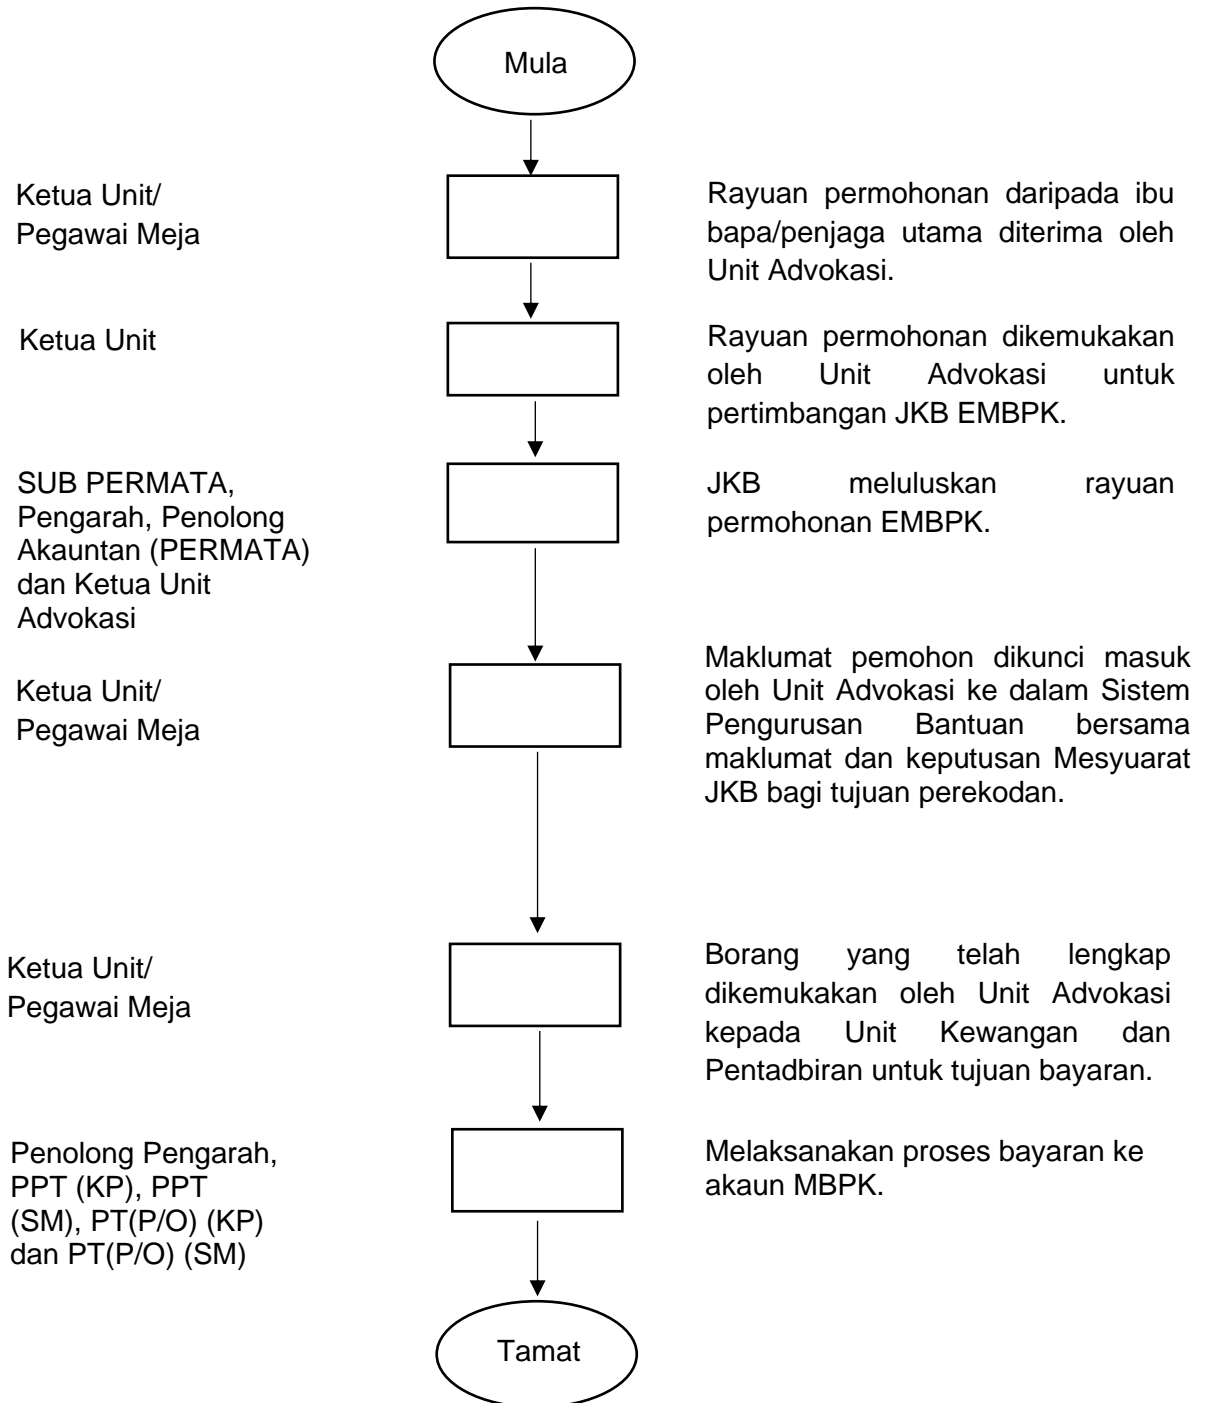 Mula
Ketua Unit/
Pegawai Meja
Rayuan permohonan daripada ibu
bapa/penjaga utama diterima oleh
Unit Advokasi.
Ketua Unit
Rayuan permohonan dikemukakan
oleh Unit Advokasi untuk
pertimbangan JKB EMBPK.
SUB PERMATA,
Pengarah, Penolong
Akauntan (PERMATA)
dan Ketua Unit
Advokasi
JKB meluluskan rayuan
permohonan EMBPK.
Ketua Unit/
Pegawai Meja
Maklumat pemohon dikunci masuk
oleh Unit Advokasi ke dalam Sistem
Pengurusan Bantuan bersama
maklumat dan keputusan Mesyuarat
JKB bagi tujuan perekodan.
Ketua Unit/
Pegawai Meja
Borang yang telah lengkap
dikemukakan oleh Unit Advokasi
kepada Unit Kewangan dan
Pentadbiran untuk tujuan bayaran.
Penolong Pengarah,
PPT (KP), PPT
(SM), PT(P/O) (KP)
dan PT(P/O) (SM)
Melaksanakan proses bayaran ke
akaun MBPK.
Tamat